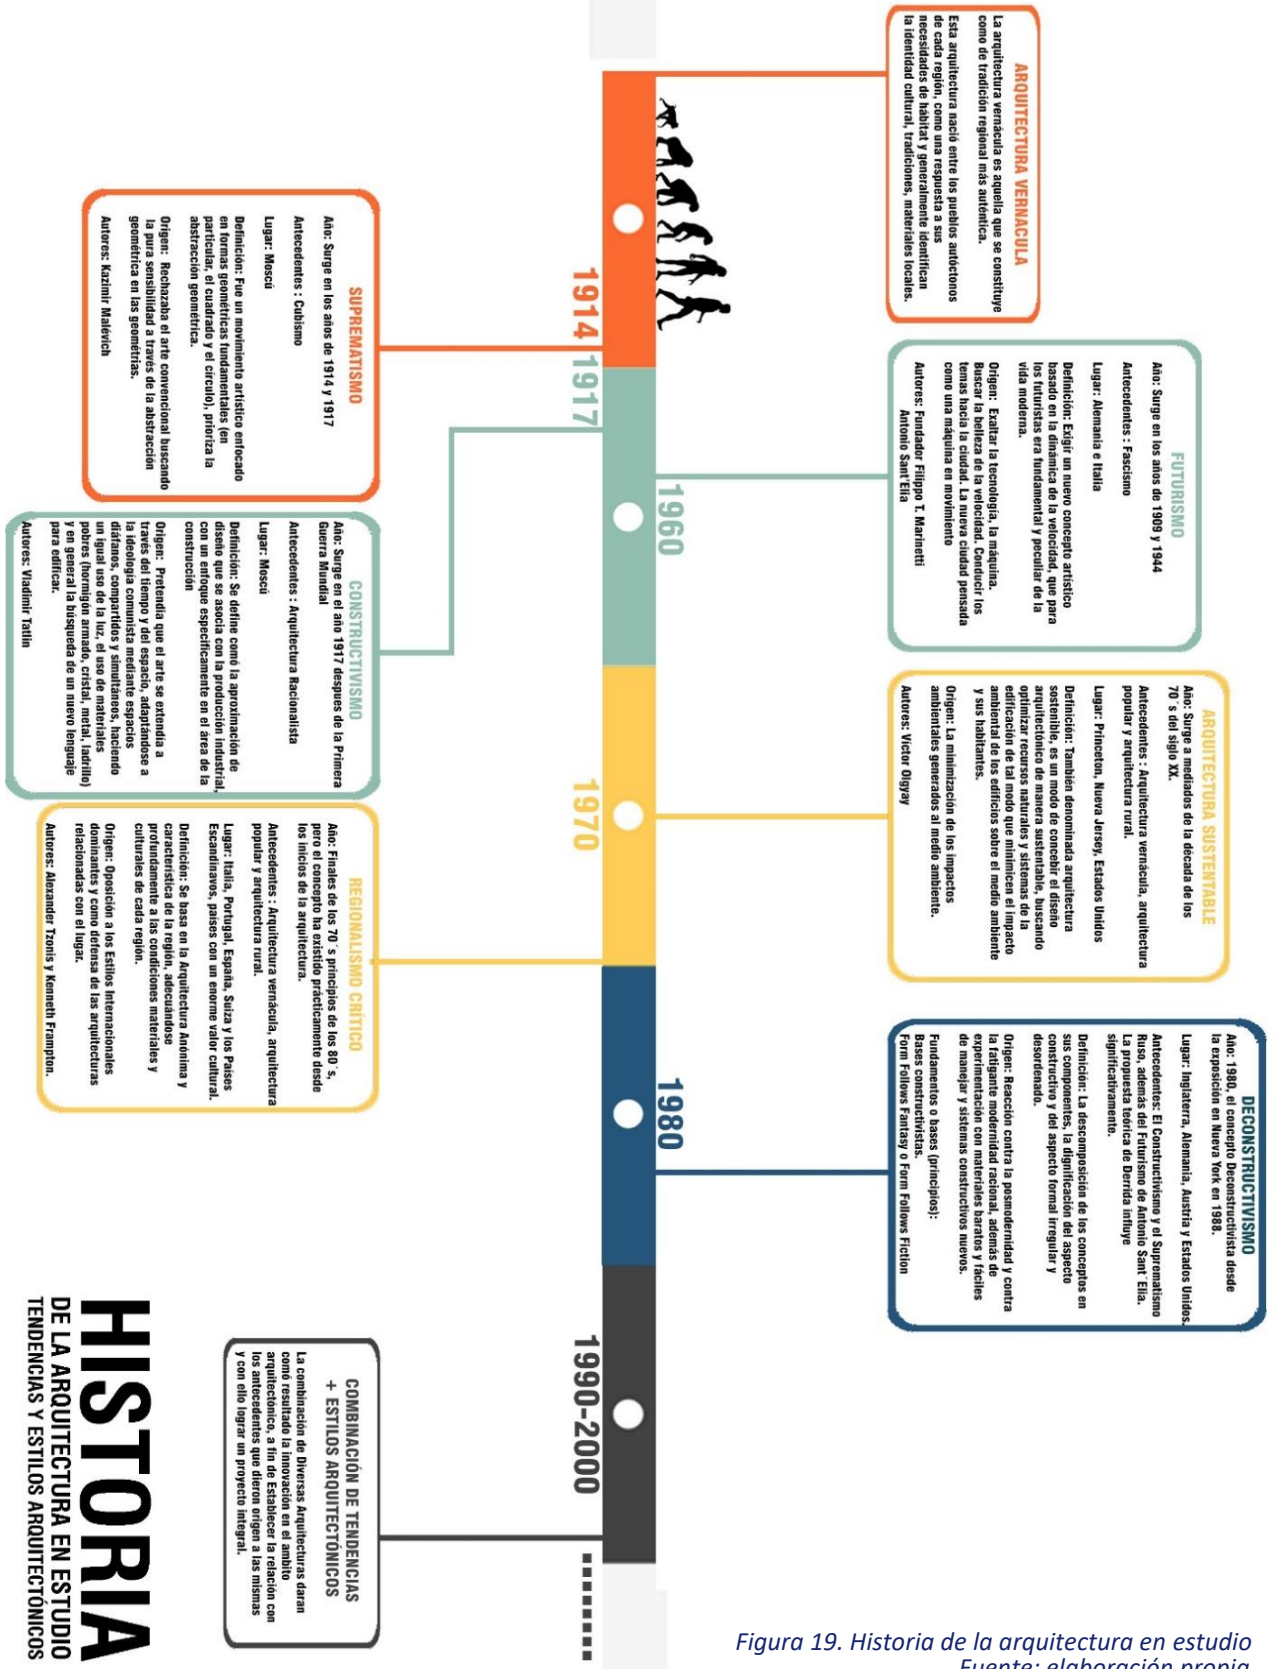 ARQUITECTURA VERNACULA
La arquitectura vernácula es aquella que se constituye
como de tradición regional más auténtica.
Esta arquitectura nació entre los pueblos autóctonos
de cada región, como una respuesta a sus
necesidades de hábitat y generalmente identifican
la identidad cultural, tradiciones, materiales locales.
FUTURISMO
Año: Surge en los años de 1909 y 1944
Antecedentes : Fascismo
Lugar: Alemania e Italia
Definición: Exigir un nuevo concepto artístico
basado en la dinámica de la velocidad, que para
los futuristas era fundamental y peculiar de la
vida moderna.
Origen: Exaltar la tecnología, la máquina.
Buscar la belleza de la velocidad. Conducir los
temas hacia la ciudad. La nueva ciudad pensada
como una máquina en movimiento
Autores: Fundador Filippo T. Marinetti
Antonio Sant'Elia
ARQUITECTURA SUSTENTABLE
Año: Surge a mediados de la década de los
70´s del siglo XX.
Antecedentes : Arquitectura vernácula, arquitectura
popular y arquitectura rural.
Lugar: Princeton, Nueva Jersey, Estados Unidos
Definición: También denominada arquitectura
sostenible, es un modo de concebir el diseño
arquitectónico de manera sustentable, buscando
optimizar recursos naturales y sistemas de la
edificación de tal modo que minimicen el impacto
ambiental de los edificios sobre el medio ambiente
y sus habitantes.
Origen: La minimización de los impactos
ambientales generados al medio ambiente.
Autores: Victor Olgyay
DECONSTRUCTIVISMO
Año: 1980, el concepto Deconstructivista desde
la exposición en Nueva York en 1988.
Lugar: Inglaterra, Alemania, Austria y Estados Unidos.
Antecedentes: El Constructivismo y el Suprematismo
Ruso, además del Futurismo de Antonio Sant´Elia.
La propuesta teórica de Derrida influye
significativamente.
Definición: La descomposición de los conceptos en
sus componentes, la dignificación del aspecto
constructivo y del aspecto formal irregular y
desordenado.
Origen: Reacción contra la posmodernidad y contra
la fatigante modernidad racional, además de
experimentación con materiales baratos y fáciles
de manejar y sistemas constructivos nuevos.
Fundamentos o bases (principios):
Bases constructivistas.
Form Follows Fantasy o Form Follows Fiction
1914
1917
1960
1970
1980
1990-2000
SUPREMATISMO
Año: Surge en los años de 1914 y 1917
Antecedentes : Cubismo
Lugar: Moscú
Definición: Fue un movimiento artístico enfocado
en formas geométricas fundamentales (en
particular, el cuadrado y el círculo), prioriza la
abstracción geométrica.
Origen: Rechazaba el arte convencional buscando
la pura sensibilidad a través de la abstracción
geométrica en las geometrías.
Autores: Kazimir Malévich
CONSTRUCTIVISMO
Año: Surge en el año 1917 despues de la Primera
Guerra Mundial
Antecedentes : Arquitectura Racionalista
Lugar: Moscú
Definición: Se define comó la aproximación de
diseño que se asocia con la producción industrial,
con un enfoque específicamente en el área de la
construcción
Origen: Pretendía que el arte se extendía a
través del tiempo y del espacio, adaptándose a
la ideología comunista mediante espacios
diáfanos, compartidos y simultáneos, haciendo
un igual uso de la luz, el uso de materiales
pobres (hormigón armado, cristal, metal, ladrillo)
y en general la búsqueda de un nuevo lenguaje
para edificar.
Autores: Vladimir Tatlin
REGIONALISMO CRÍTICO
Año: Finales de los 70´s principios de los 80´s,
pero el concepto ha existido prácticamente desde
los inicios de la arquitectura.
Antecedentes : Arquitectura vernácula, arquitectura
popular y arquitectura rural.
Lugar: Italia, Portugal, España, Suiza y los Países
Escandinavos, países con un enorme valor cultural.
Definición: Se basa en la Arquitectura Anónima y
característica de la región, adecuándose
profundamente a las condiciones materiales y
culturales de cada región.
Origen: Oposición a los Estilos Internacionales
dominantes y como defensa de las arquitecturas
relacionadas con el lugar.
Autores: Alexander Tzonis y Kenneth Frampton.
COMBINACIÓN DE TENDENCIAS
+ ESTILOS ARQUITECTÓNICOS
La combinación de Diversas Arquitecturas daran
comó resultado la innovación en el ambito
arquitectónico, a fin de Establecer la relación con
los antecedentes que dieron origen a las mismas
y con ello lograr un proyecto integral.
HISTORIA
DE LA ARQUITECTURA EN ESTUDIO
TENDENCIAS Y ESTILOS ARQUITECTÓNICOS
Figura 19. Historia de la arquitectura en estudio
Fuente: elaboración propia